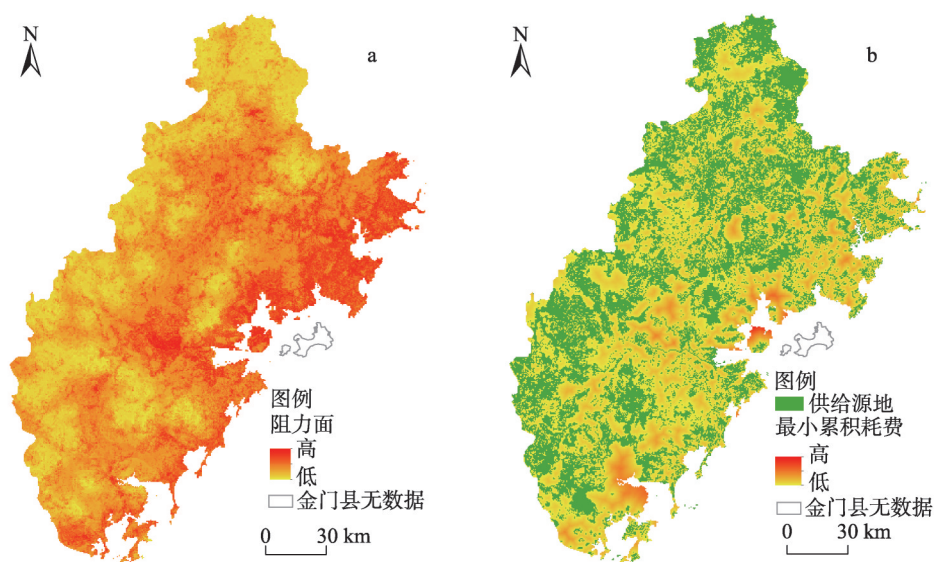 N
a
图例
阻力面
高
低
金门县无数据
0 30 km
N
b
图例
供给源地
最小累积耗费
高
低
金门县无数据
0 30 km